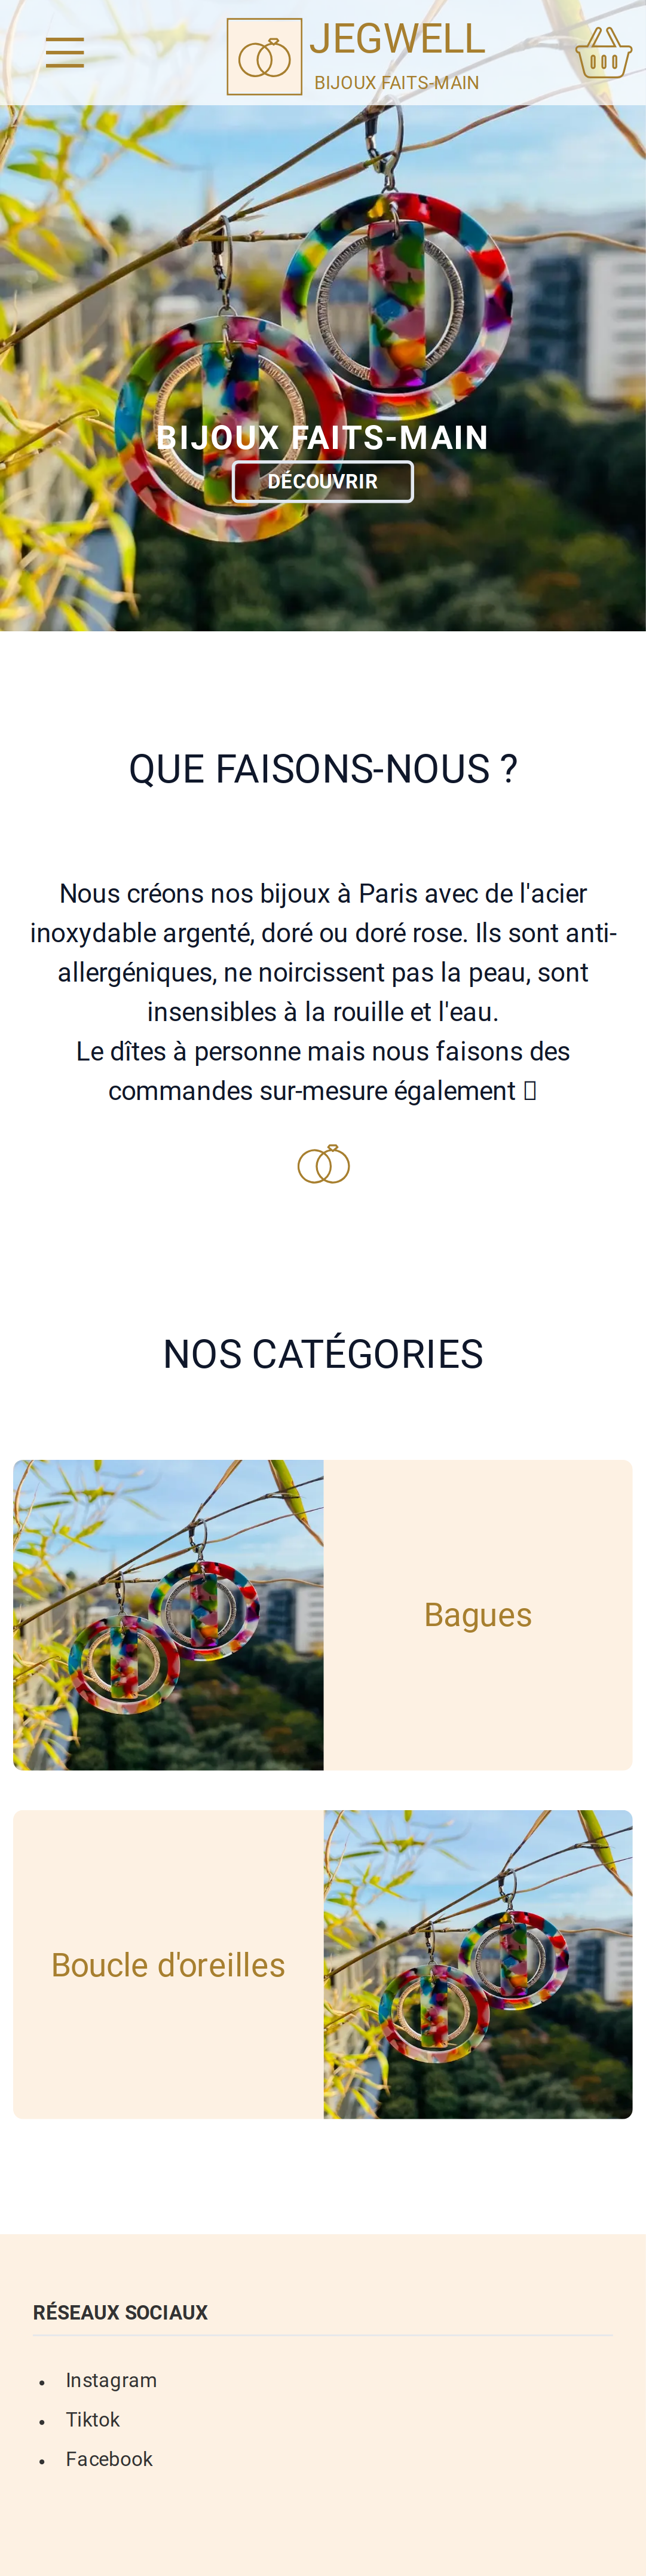 JEGWELL
BIJOUX FAITS-MAIN
BIJOUX FAITS-MAIN
DÉCOUVRIR
QUE FAISONS-NOUS ?
Nous créons nos bijoux à Paris avec de l'acier
inoxydable argenté, doré ou doré rose. Ils sont anti-
allergéniques, ne noircissent pas la peau, sont
insensibles à la rouille et l'eau.
Le dîtes à personne mais nous faisons des
commandes sur-mesure également
NOS CATÉGORIES
Bagues
Boucle d'oreilles
RÉSEAUX SOCIAUX
• Instagram
• Tiktok
• Facebook